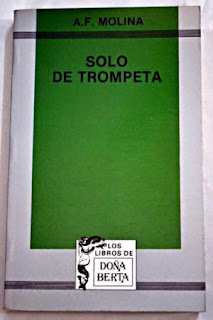 A.F. MOLINA
SOLO
DE TROMPETA
LOS
LIBROS DE
DOÑA
BERTA